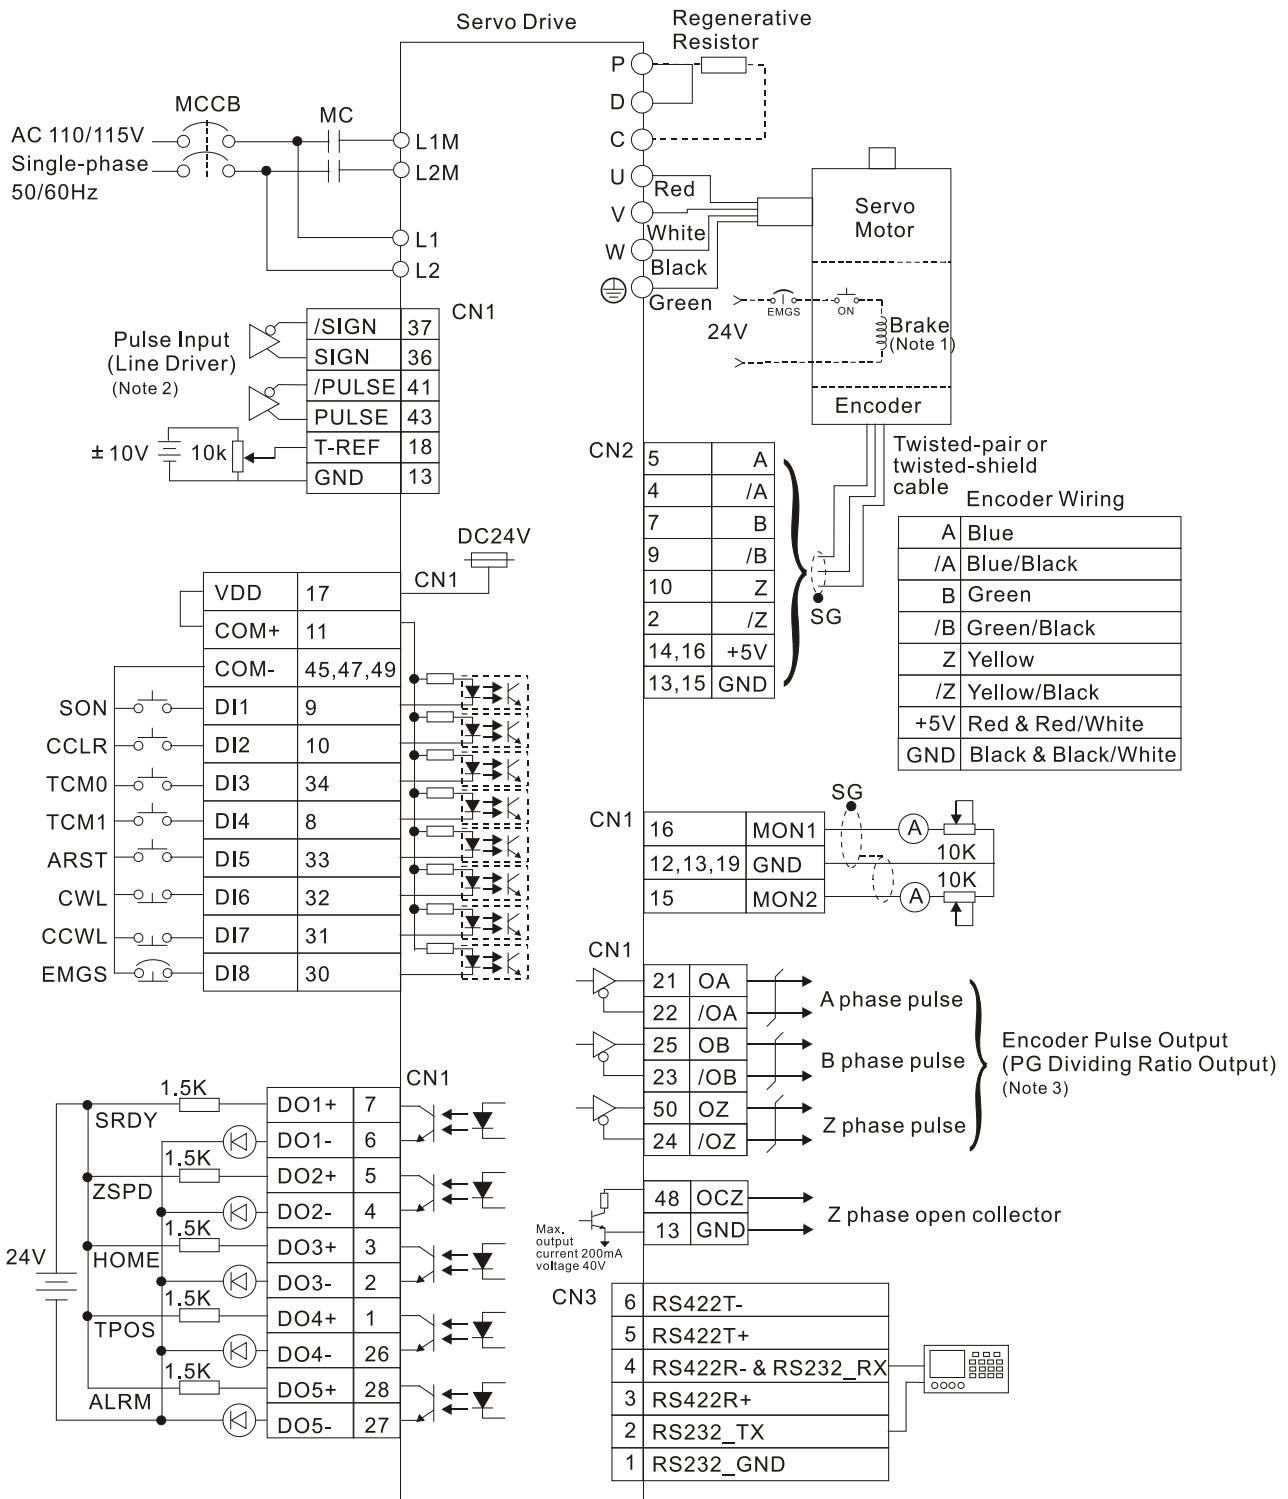 Servo Drive
Regenerative
Resistor
P
D
C
U
V
W
Red
White
Black
Green
MCCB
MC
AC 110/115V
Single-phase
50/60Hz
L1M
L2M
L1
L2
Servo
Motor
24V
EMGS
ON
Brake
(Note 1)
Encoder
Pulse Input
(Line Driver)
(Note 2)
CN1
/SIGN 37
SIGN 36
/PULSE 41
PULSE 43
T-REF 18
GND 13
± 10V
10k
CN2
5 A
4 /A
7 B
9 /B
10 Z
2 /Z
14,16 +5V
13,15 GND
SG
Twisted-pair or
twisted-shield
cable
Encoder Wiring
A Blue
/A Blue/Black
B Green
/B Green/Black
Z Yellow
/Z Yellow/Black
+5V Red & Red/White
GND Black & Black/White
DC24V
CN1
VDD 17
COM+ 11
COM- 45,47,49
SON DI1 9
CCLR DI2 10
TCM0 DI3 34
TCM1 DI4 8
ARST DI5 33
CWL DI6 32
CCWL DI7 31
EMGS DI8 30
CN1
16 MON1
12,13,19 GND
15 MON2
SG
A
10K
10K
A
CN1
21 OA
22 /OA
25 OB
23 /OB
50 OZ
24 /OZ
A phase pulse
B phase pulse
Z phase pulse
Encoder Pulse Output
(PG Dividing Ratio Output)
(Note 3)
48 OCZ
13 GND
Z phase open collector
Max.
output
current 200mA
voltage 40V
CN1
24V
1.5K
SRDY
DO1+ 7
DO1- 6
1.5K
ZSPD
DO2+ 5
DO2- 4
1.5K
HOME
DO3+ 3
DO3- 2
1.5K
TPOS
DO4+ 1
DO4- 26
1.5K
ALRM
DO5+ 28
DO5- 27
CN3
6 RS422T-
5 RS422T+
4 RS422R- & RS232_RX
3 RS422R+
2 RS232_TX
1 RS232_GND